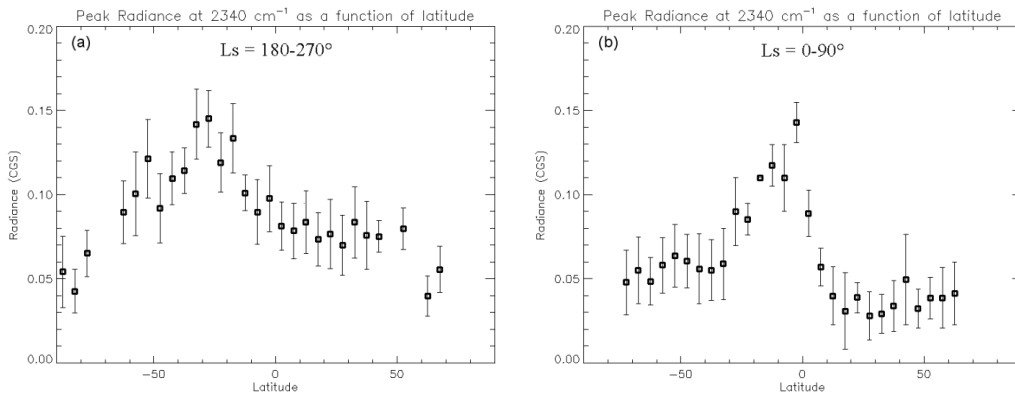 Peak Radiance at 2340 cm⁻¹ as a function of latitude
(a)
Ls = 180-270°
Radiance (CGS)
0.20
0.15
0.10
0.05
0.00
−50
0
50
Latitude
Peak Radiance at 2340 cm⁻¹ as a function of latitude
(b)
Ls = 0-90°
Radiance (CGS)
0.20
0.15
0.10
0.05
0.00
−50
0
50
Latitude